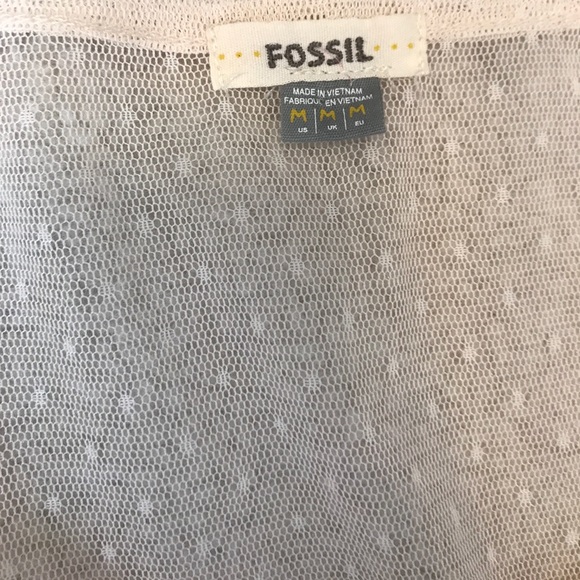 FOSSIL
MADE IN VIETNAM
FABRIQUÉ EN VIETNAM
M M M
US UK EU